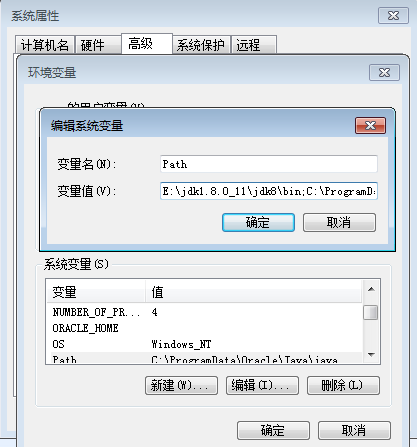 系统属性
计算机名 硬件 高级 系统保护 远程
环境变量
的用户变量(U)
编辑系统变量
变量名(N): Path
变量值(V): E:\jdk1.8.0_11\jdk8\bin;C:\ProgramDa
确定 取消
系统变量(S)
变量 值
NUMBER_OF_PR... 4
ORACLE_HOME
OS Windows_NT
Path C:\ProgramData\Oracle\Java\java
新建(W)... 编辑(I)... 删除(L)
确定 取消